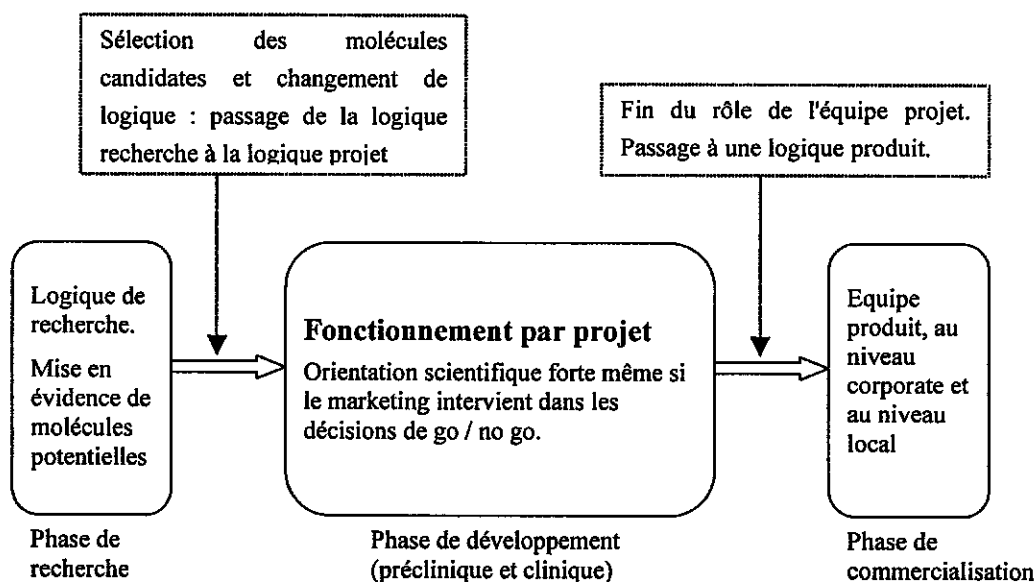 Sélection des molécules
candidates et changement de
logique : passage de la logique
recherche à la logique projet
Fin du rôle de l'équipe projet.
Passage à une logique produit.
Logique de
recherche.
Mise en
évidence de
molécules
potentielles
Fonctionnement par projet
Orientation scientifique forte même si
le marketing intervient dans les
décisions de go / no go.
Equipe
produit, au
niveau
corporate et
au niveau
local
Phase de
recherche
Phase de développement
(préclinique et clinique)
Phase de
commercialisation